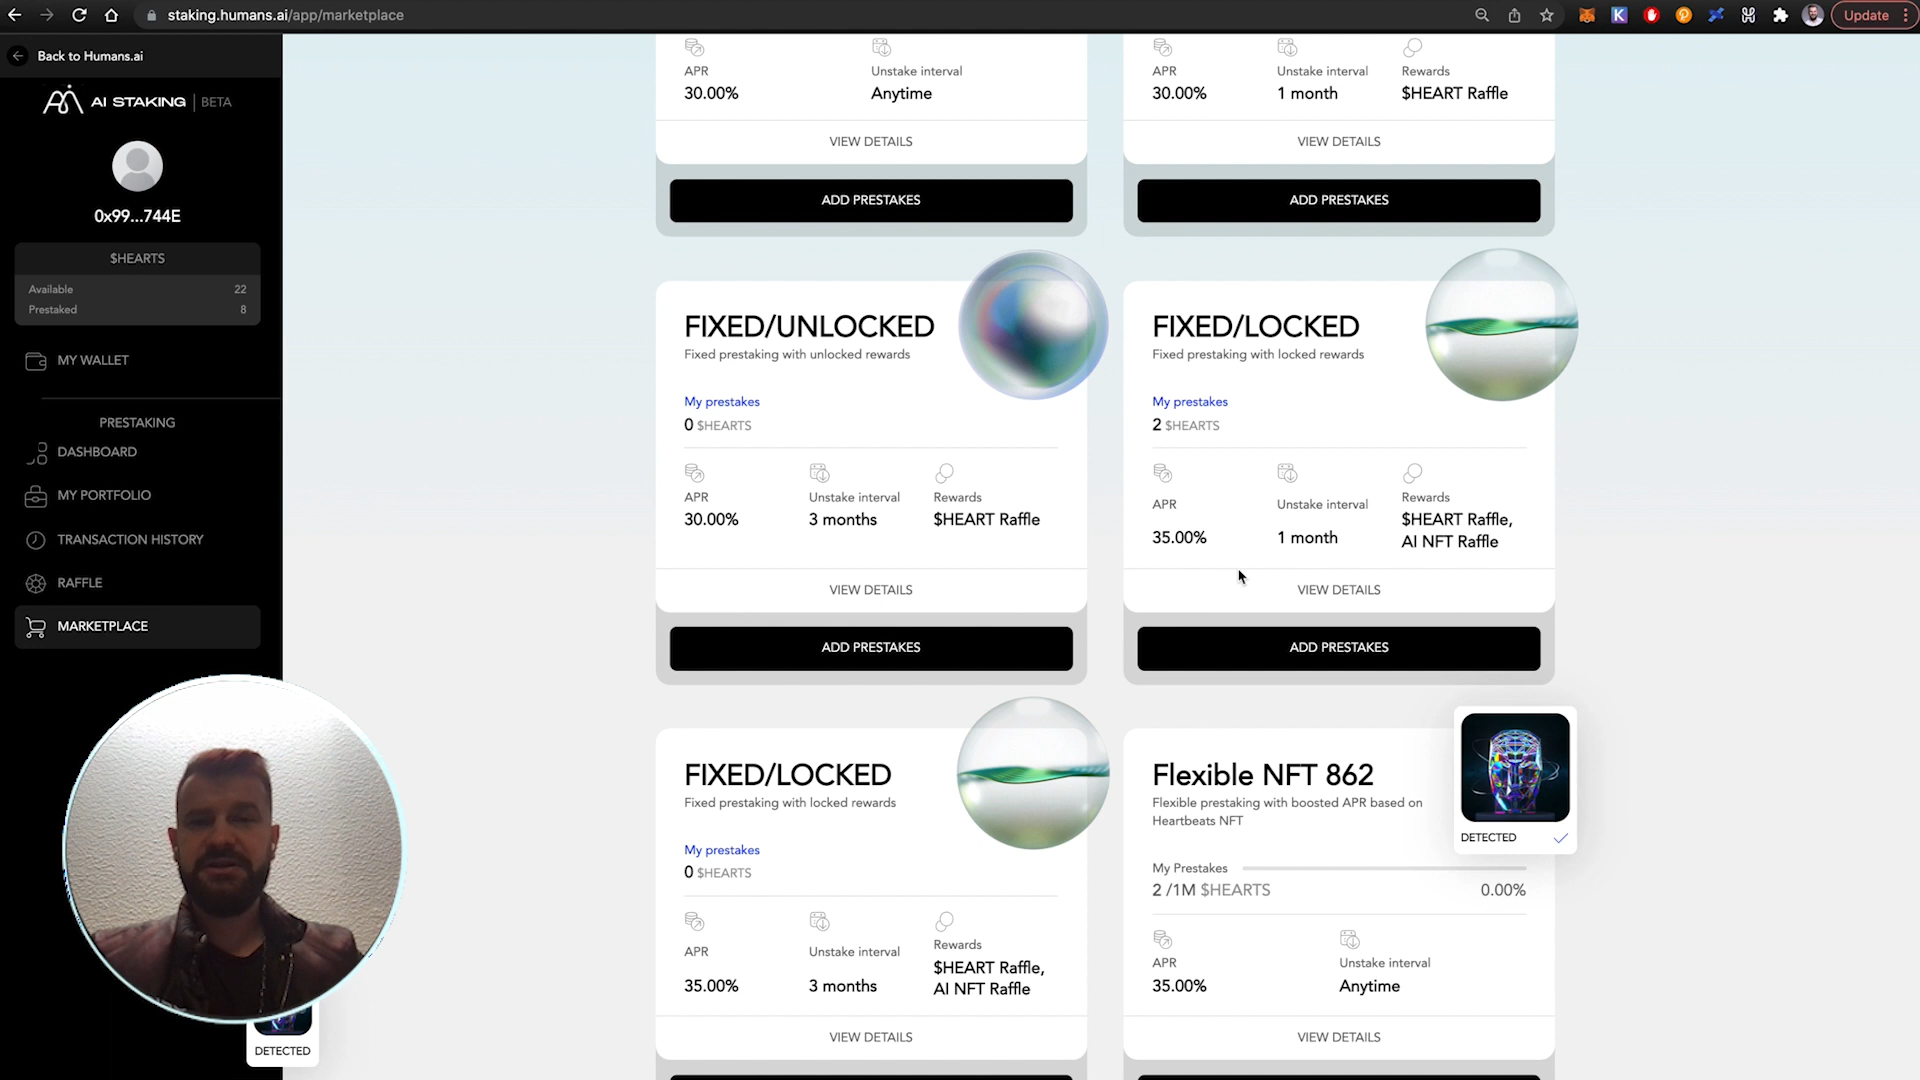 staking.humans.ai/app/marketplace
Update
Back to Humans.ai
AI STAKING | BETA
0x99...744E
$HEARTS
Available 22
Prestaked 8
MY WALLET
PRESTAKING
DASHBOARD
MY PORTFOLIO
TRANSACTION HISTORY
RAFFLE
MARKETPLACE
DETECTED
APR Unstake interval
30.00% Anytime
VIEW DETAILS
ADD PRESTAKES
APR Unstake interval Rewards
30.00% 1 month $HEART Raffle
VIEW DETAILS
ADD PRESTAKES
FIXED/UNLOCKED
Fixed prestaking with unlocked rewards
My prestakes
0 $HEARTS
APR Unstake interval Rewards
30.00% 3 months $HEART Raffle
VIEW DETAILS
ADD PRESTAKES
FIXED/LOCKED
Fixed prestaking with locked rewards
My prestakes
2 $HEARTS
APR Unstake interval Rewards
35.00% 1 month $HEART Raffle,
AI NFT Raffle
VIEW DETAILS
ADD PRESTAKES
FIXED/LOCKED
Fixed prestaking with locked rewards
My prestakes
0 $HEARTS
APR Unstake interval Rewards
35.00% 3 months $HEART Raffle,
AI NFT Raffle
VIEW DETAILS
Flexible NFT 862
Flexible prestaking with boosted APR based on
Heartbeats NFT
DETECTED
My Prestakes
2 /1M $HEARTS 0.00%
APR Unstake interval
35.00% Anytime
VIEW DETAILS